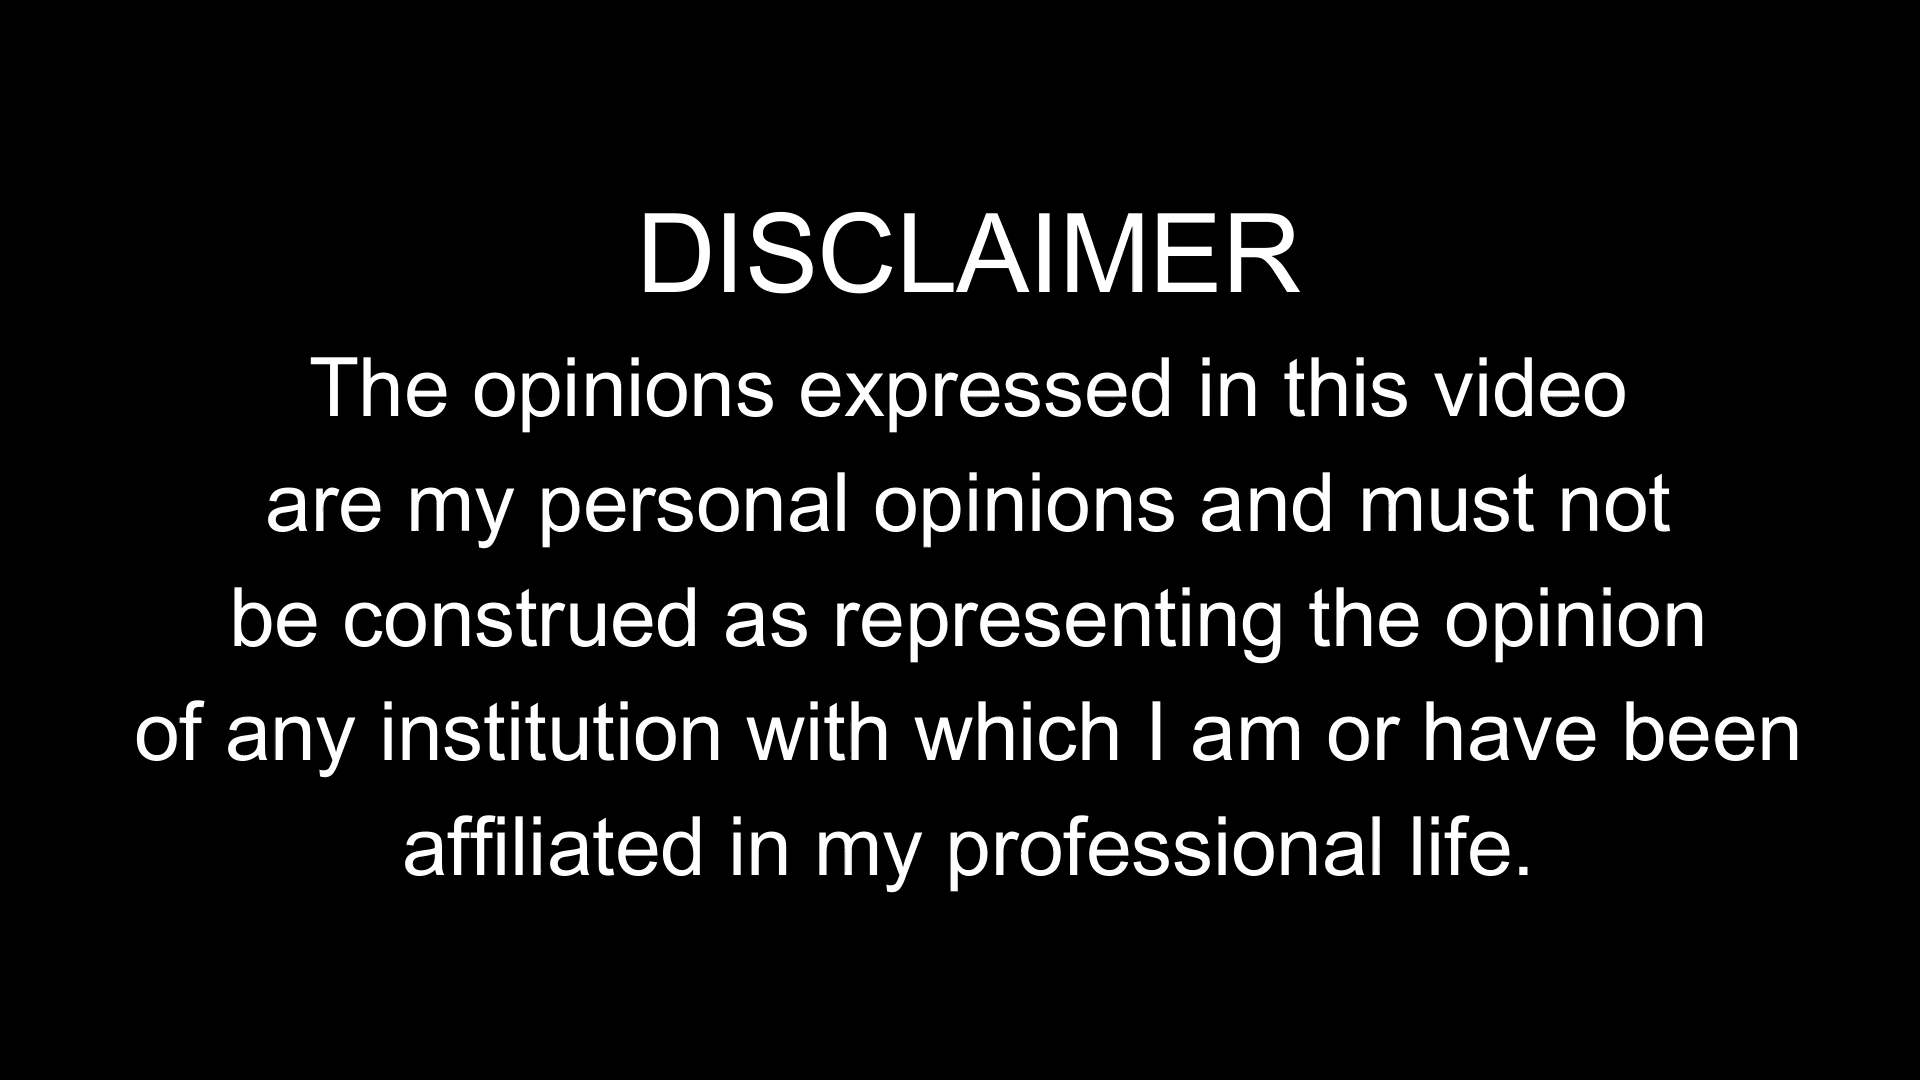 DISCLAIMER
The opinions expressed in this video
are my personal opinions and must not
be construed as representing the opinion
of any institution with which I am or have been
affiliated in my professional life.